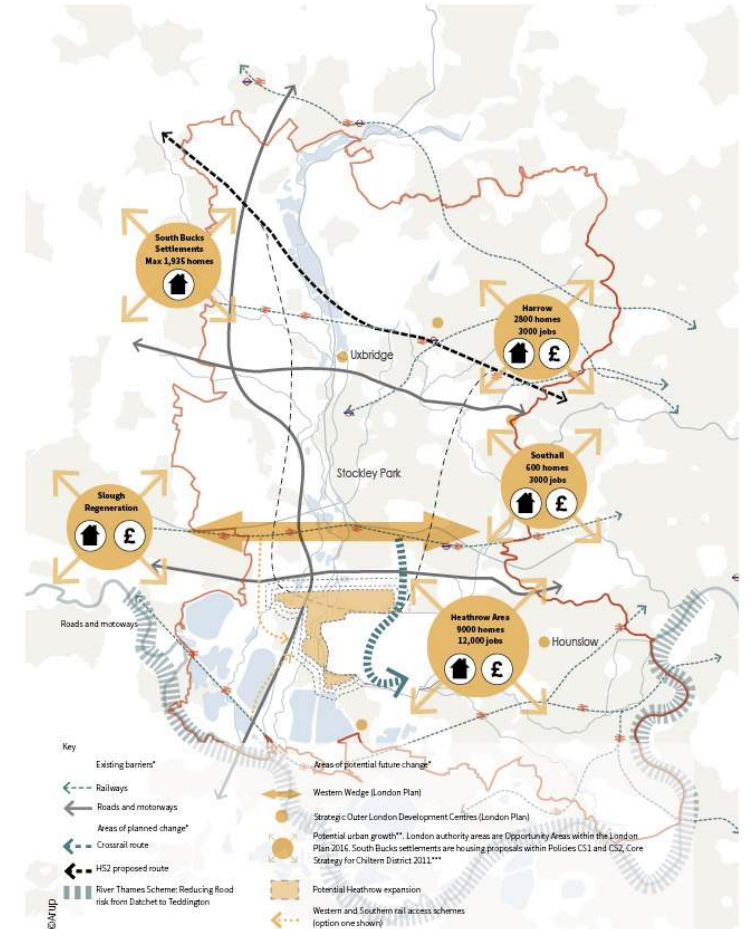 South Bucks
Settlements
Max 1,935 homes
Harrow
2800 homes
3000 jobs
£
Uxbridge
Southall
600 homes
3000 jobs
£
Stockley Park
Slough
Regeneration
£
Heathrow Area
9000 homes
12,000 jobs
£
Hounslow
Roads and motoways
Key
Existing barriers*
Railways
Roads and motorways
Areas of planned change*
Crossrail route
HS2 proposed route
River Thames Scheme: Reducing flood
risk from Datchet to Teddington
Areas of potential future change*
Western Wedge (London Plan)
Strategic Outer London Development Centres (London Plan)
Potential urban growth**. London authority areas are Opportunity Areas within the London
Plan 2016. South Bucks settlements are housing proposals within Policies CS1 and CS2, Core
Strategy for Chiltern District 2011.***
Potential Heathrow expansion
Western and Southern rail access schemes
(option one shown)
©Arup